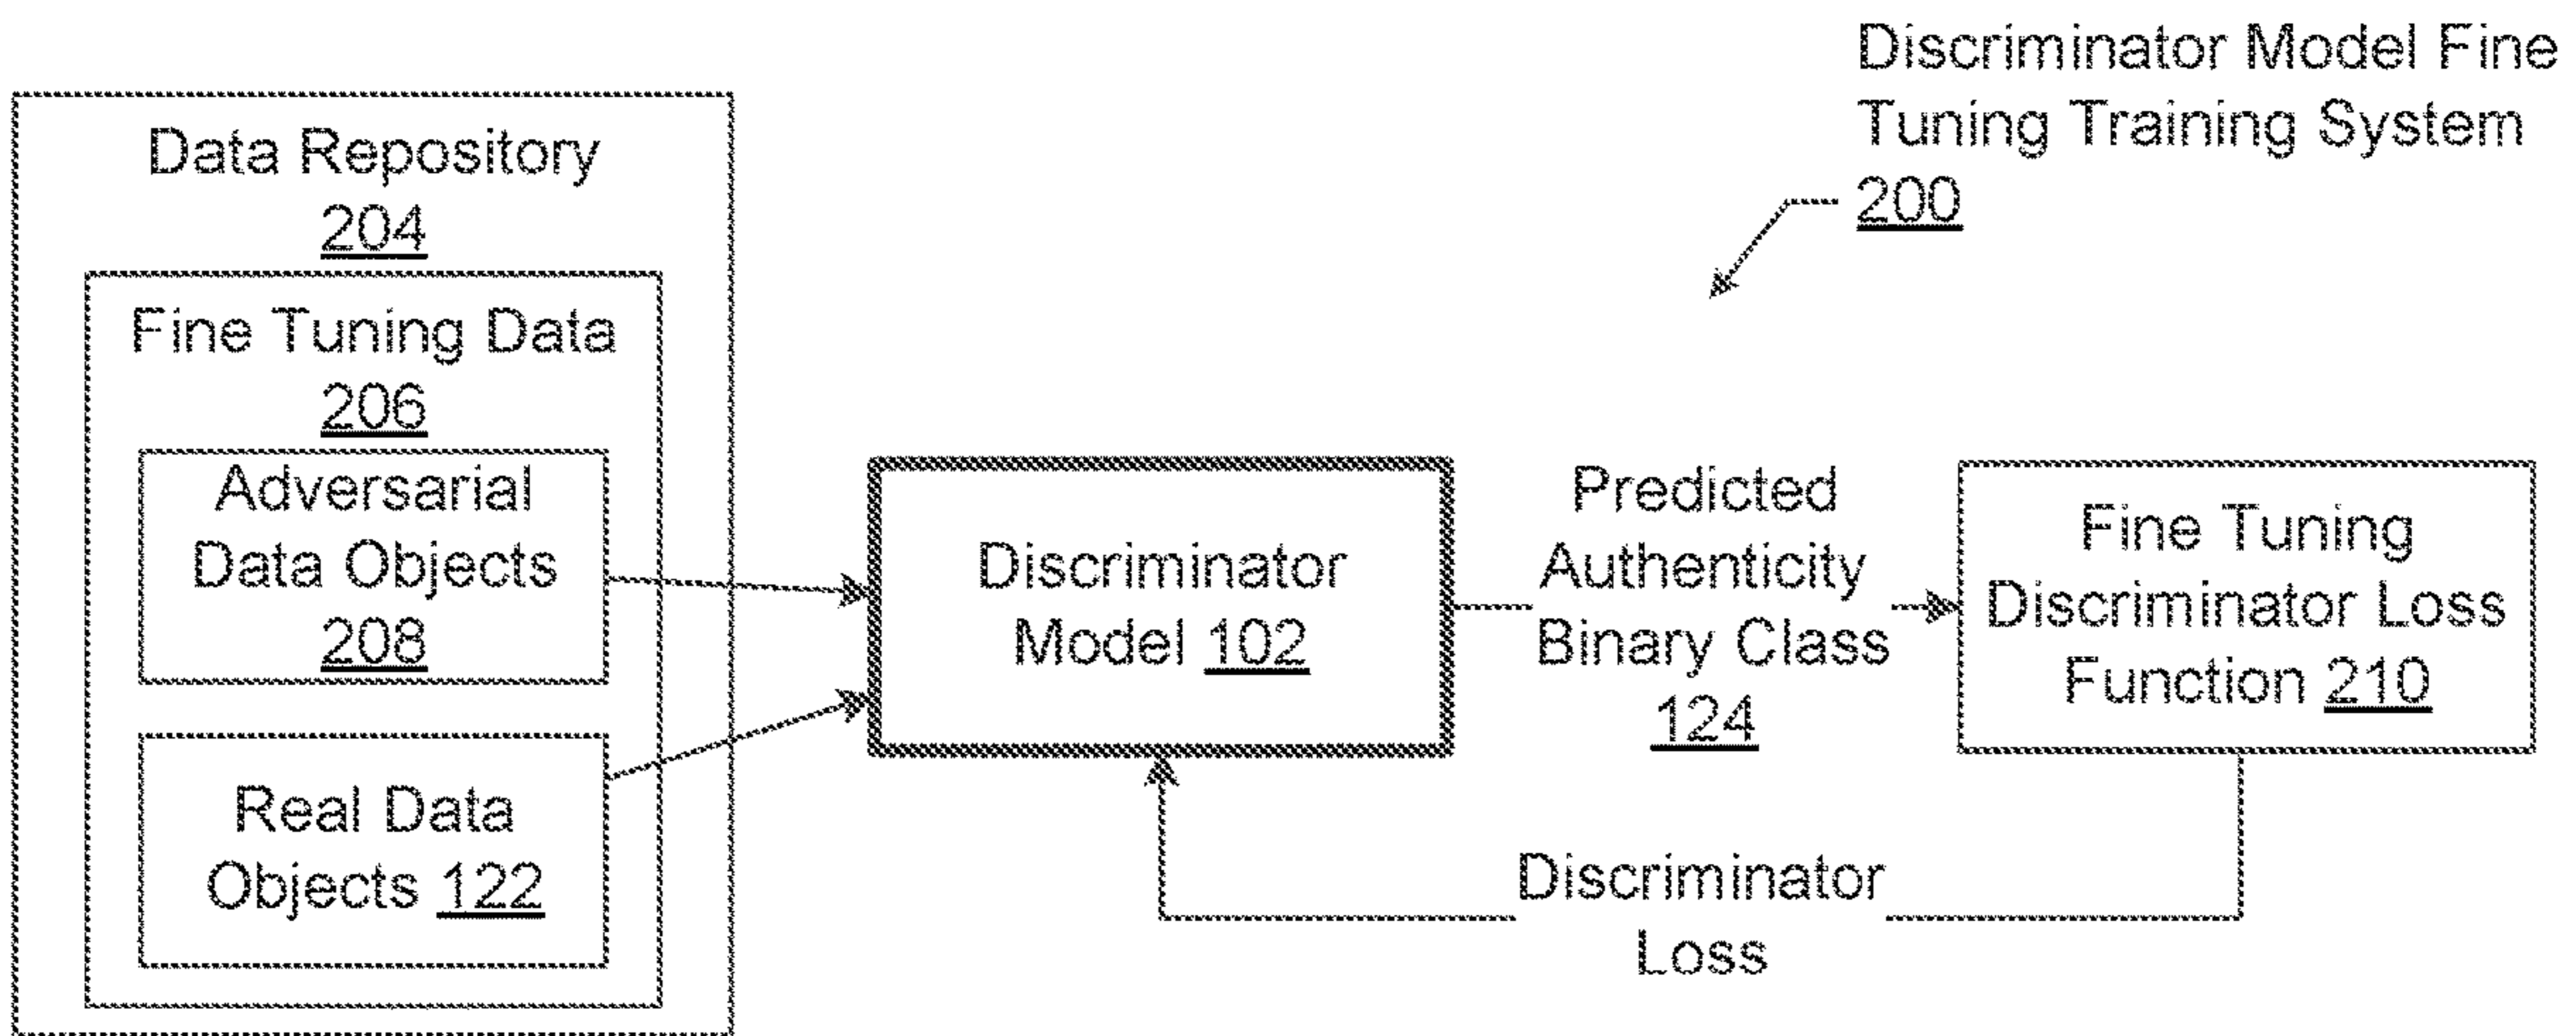 Discriminator Model Fine
Tuning Training System
200
Data Repository
204
Fine Tuning Data
206
Adversarial
Data Objects
208
Real Data
Objects 122
Discriminator
Model 102
Predicted
Authenticity
Binary Class
124
Fine Tuning
Discriminator Loss
Function 210
Discriminator
Loss